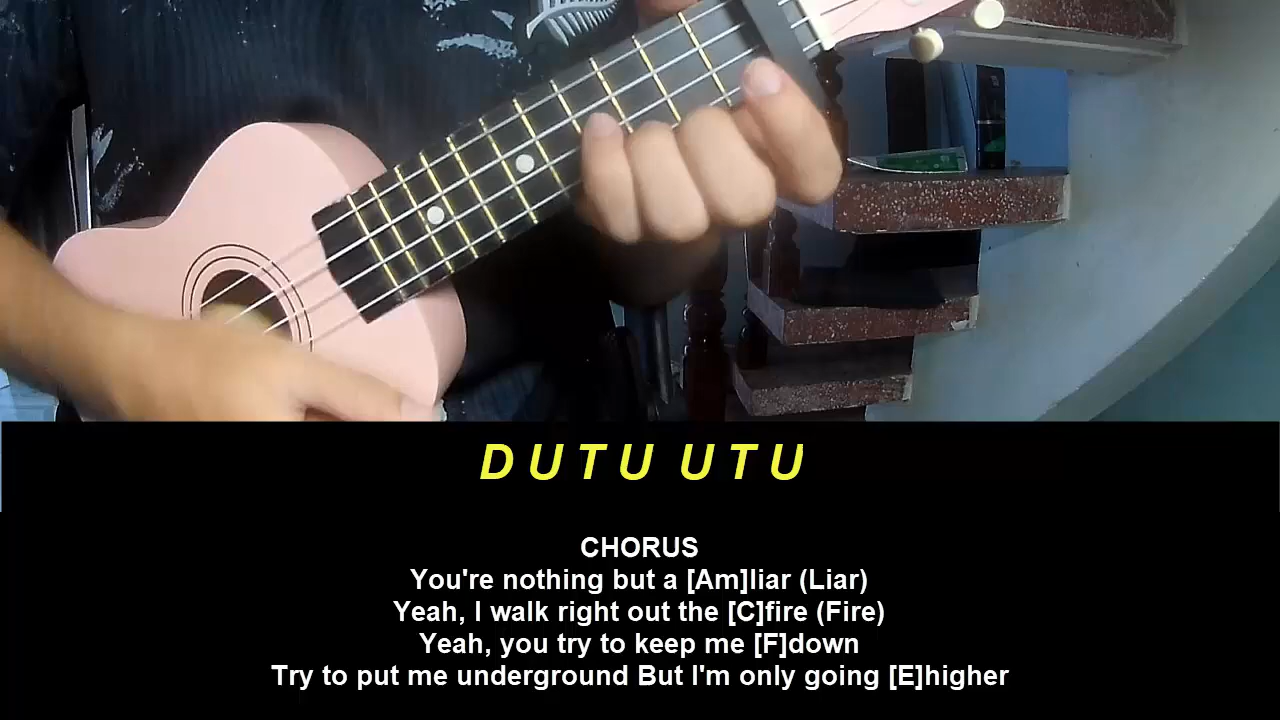 D U T U U T U
CHORUS
You're nothing but a [Am]liar (Liar)
Yeah, I walk right out the [C]fire (Fire)
Yeah, you try to keep me [F]down
Try to put me underground But I'm only going [E]higher